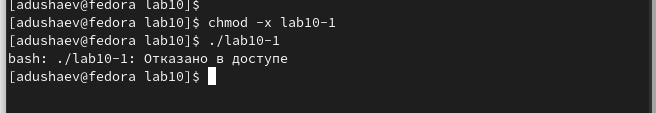 [adushaev@fedora lab10]$
[adushaev@fedora lab10]$ chmod -x lab10-1
[adushaev@fedora lab10]$ ./lab10-1
bash: ./lab10-1: Отказано в доступе
[adushaev@fedora lab10]$